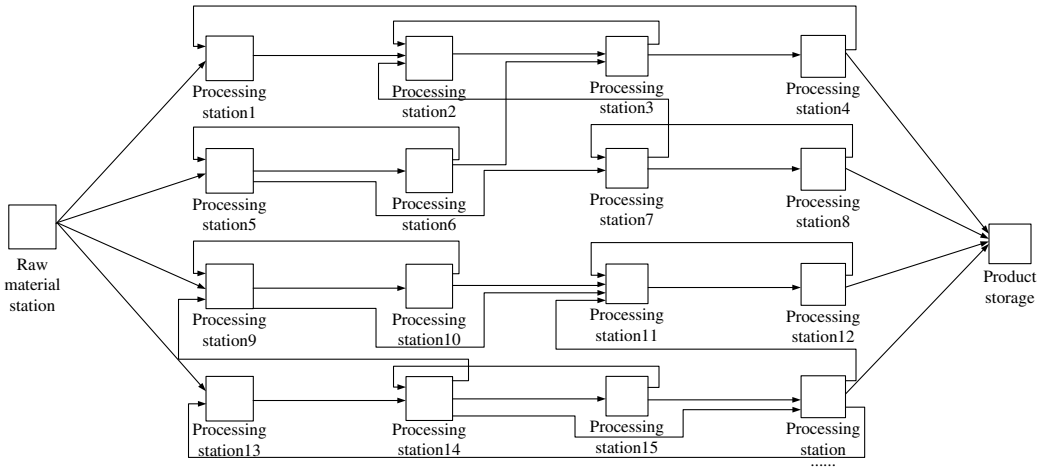 Processing
station1
Processing
station2
Processing
station3
Processing
station4
Processing
station5
Processing
station6
Processing
station7
Processing
station8
Raw
material
station
Product
storage
Processing
station9
Processing
station10
Processing
station11
Processing
station12
Processing
station13
Processing
station14
Processing
station15
Processing
station
......